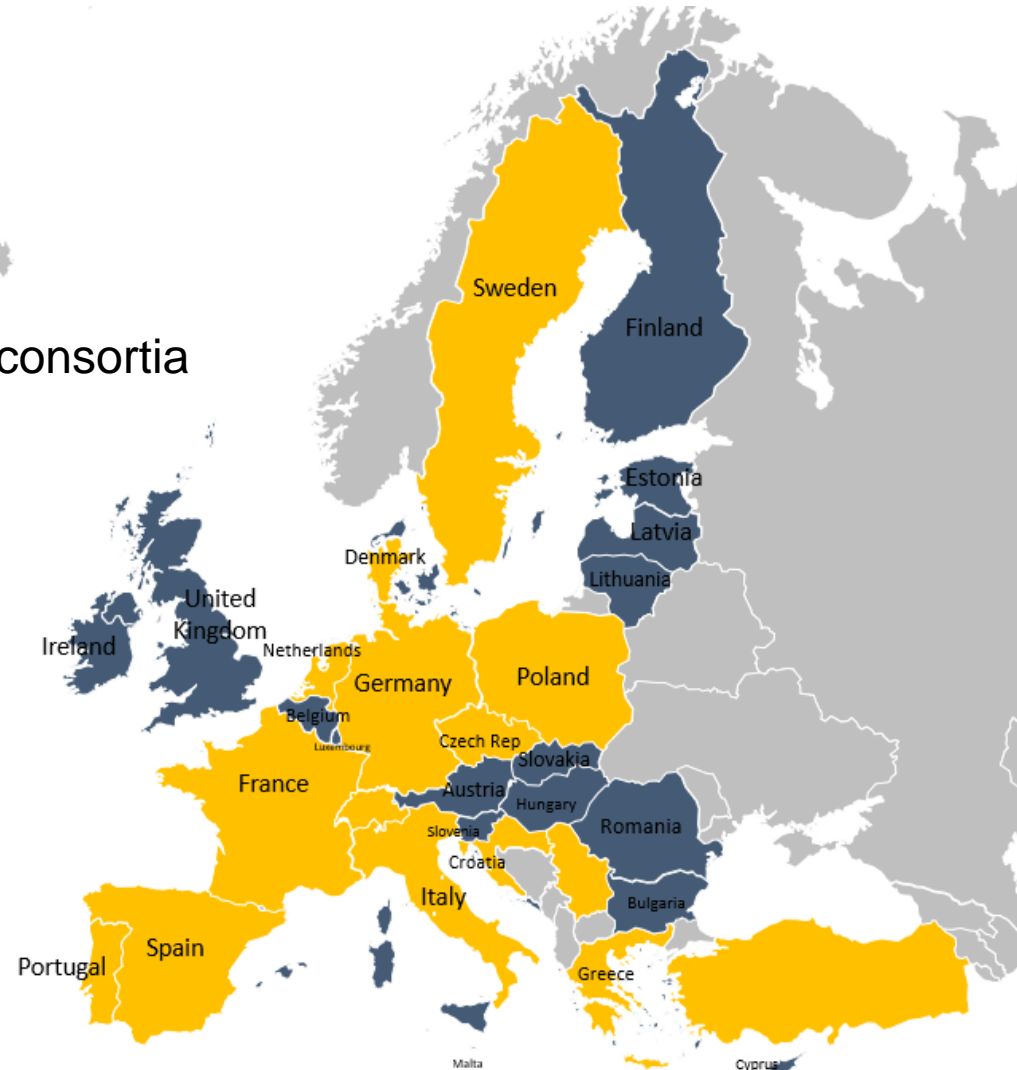 Sweden
Finland
consortia
Estonia
Latvia
Denmark
Lithuania
United
Kingdom
Ireland
Netherlands
Germany
Poland
Belgium
Czech Rep
Luxembourg
Slovakia
France
Austria
Hungary
Romania
Slovenia
Croatia
Italy
Bulgaria
Spain
Portugal
Greece
Malta
Cyprus